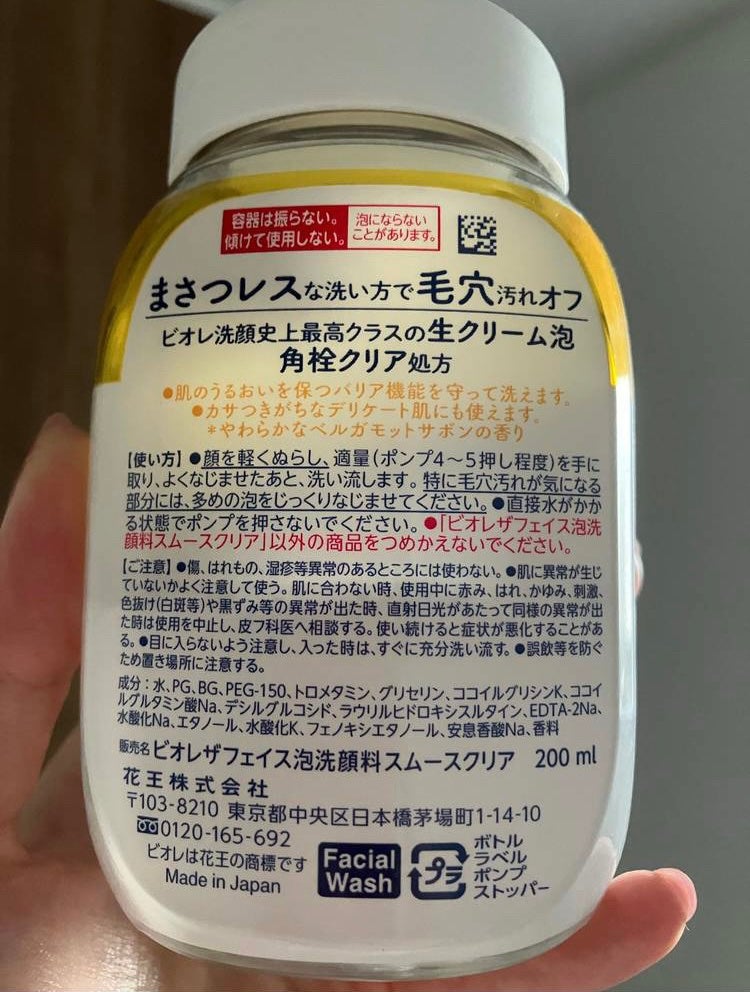 容器は振らない。
傾けて使用しない。
泡にならない
ことがあります。
まさつレスな洗い方で毛穴汚れオフ
ビオレ洗顔史上最高クラスの生クリーム泡
角栓クリア処方
●肌のうるおいを保つバリア機能を守って洗えます。
●カサつきがちなデリケート肌にも使えます。
*やわらかなベルガモットサボンの香り
【使い方】●顔を軽くぬらし、適量(ポンプ4～5押し程度)を手に
取り、よくなじませたあと、洗い流します。特に毛穴汚れが気になる
部分には、多めの泡をじっくりなじませてください。●直接水がかか
る状態でポンプを押さないでください。●「ビオレザフェイス泡洗
顔料スムースクリア」以外の商品をつめかえないでください。
【ご注意】●傷、はれもの、湿疹等異常のあるところには使わない。●肌に異常が生じ
ていないかよく注意して使う。肌に合わない時、使用中に赤み、はれ、かゆみ、刺激、
色抜け(白斑等)や黒ずみ等の異常が出た時、直射日光があたって同様の異常が出
た時は使用を中止し、皮フ科医へ相談する。使い続けると症状が悪化することがあ
る。●目に入らないよう注意し、入った時は、すぐに充分洗い流す。●誤飲等を防ぐ
ため置き場所に注意する。
成分：水、PG、BG、PEG-150、トロメタミン、グリセリン、ココイルグリシンK、ココイ
ルグルタミン酸Na、デシルグルコシド、ラウリルヒドロキシスルタイン、EDTA-2Na、
水酸化Na、エタノール、水酸化K、フェノキシエタノール、安息香酸Na、香料
販売名 ビオレザフェイス泡洗顔料スムースクリア 200 ml
花王株式会社
〒103-8210 東京都中央区日本橋茅場町1-14-10
0120-165-692
ビオレは花王の商標です
Made in Japan
Facial
Wash
プラ
ボトル
ラベル
ポンプ
ストッパー